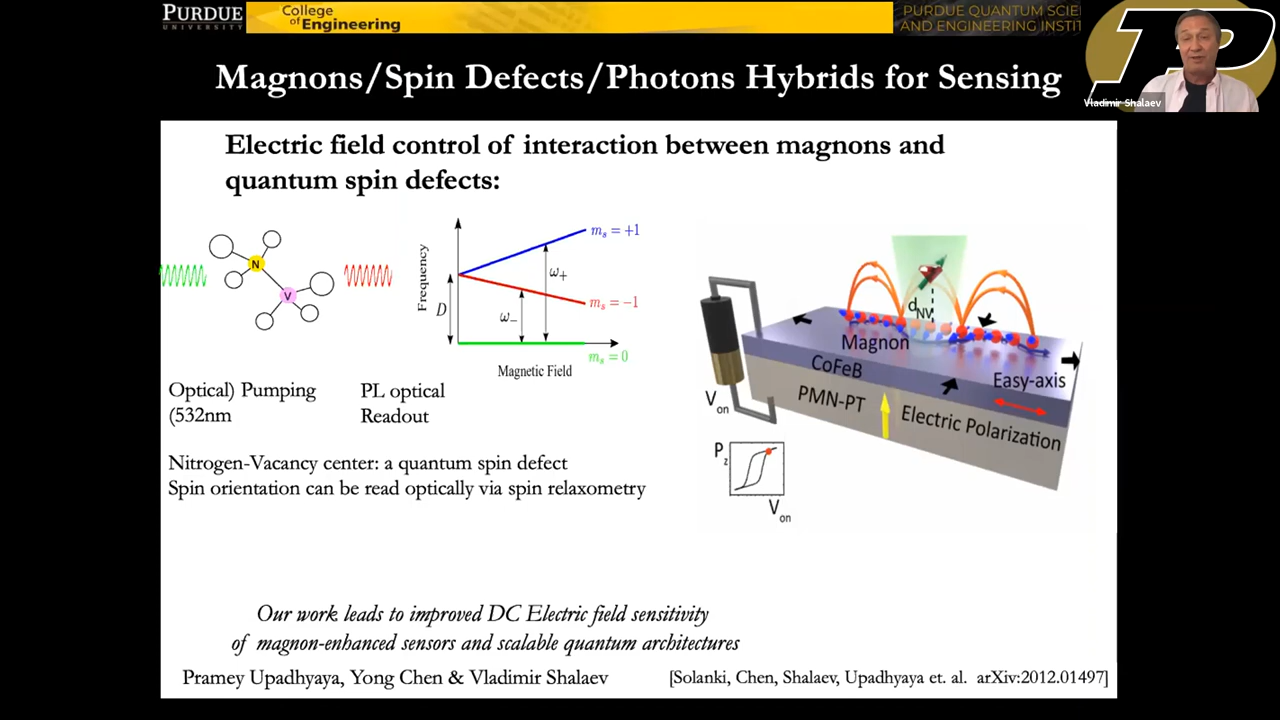 PURDUE
UNIVERSITY
College
of Engineering
PURDUE QUANTUM SCIE
AND ENGINEERING INSTIT
Vladimir Shalaev
Magnons/Spin Defects/Photons Hybrids for Sensing
Electric field control of interaction between magnons and
quantum spin defects:
N
V
Frequency
D
ω₋
ω₊
mₛ = +1
mₛ = −1
mₛ = 0
Magnetic Field
Optical) Pumping
(532nm
PL optical
Readout
Nitrogen-Vacancy center: a quantum spin defect
Spin orientation can be read optically via spin relaxometry
d_NV
Magnon
CoFeB
Easy-axis
PMN-PT
Electric Polarization
V_on
P_z
V_on
Our work leads to improved DC Electric field sensitivity
of magnon-enhanced sensors and scalable quantum architectures
Pramey Upadhyaya, Yong Chen & Vladimir Shalaev
[Solanki, Chen, Shalaev, Upadhyaya et. al. arXiv:2012.01497]